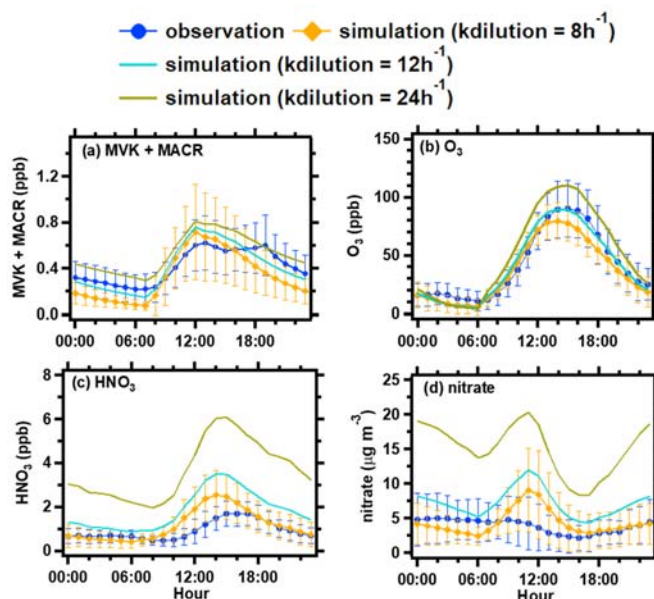 observation simulation (kdilution = 8h⁻¹)
simulation (kdilution = 12h⁻¹)
simulation (kdilution = 24h⁻¹)
(a) MVK + MACR
MVK + MACR (ppb)
1.2
0.8
0.4
0.0
00:00 06:00 12:00 18:00
(b) O₃
O₃ (ppb)
150
100
50
0
00:00 06:00 12:00 18:00
(c) HNO₃
HNO₃ (ppb)
8
6
4
2
0
00:00 06:00 12:00 18:00
Hour
(d) nitrate
nitrate (μg m⁻³)
25
20
15
10
5
0
00:00 06:00 12:00 18:00
Hour